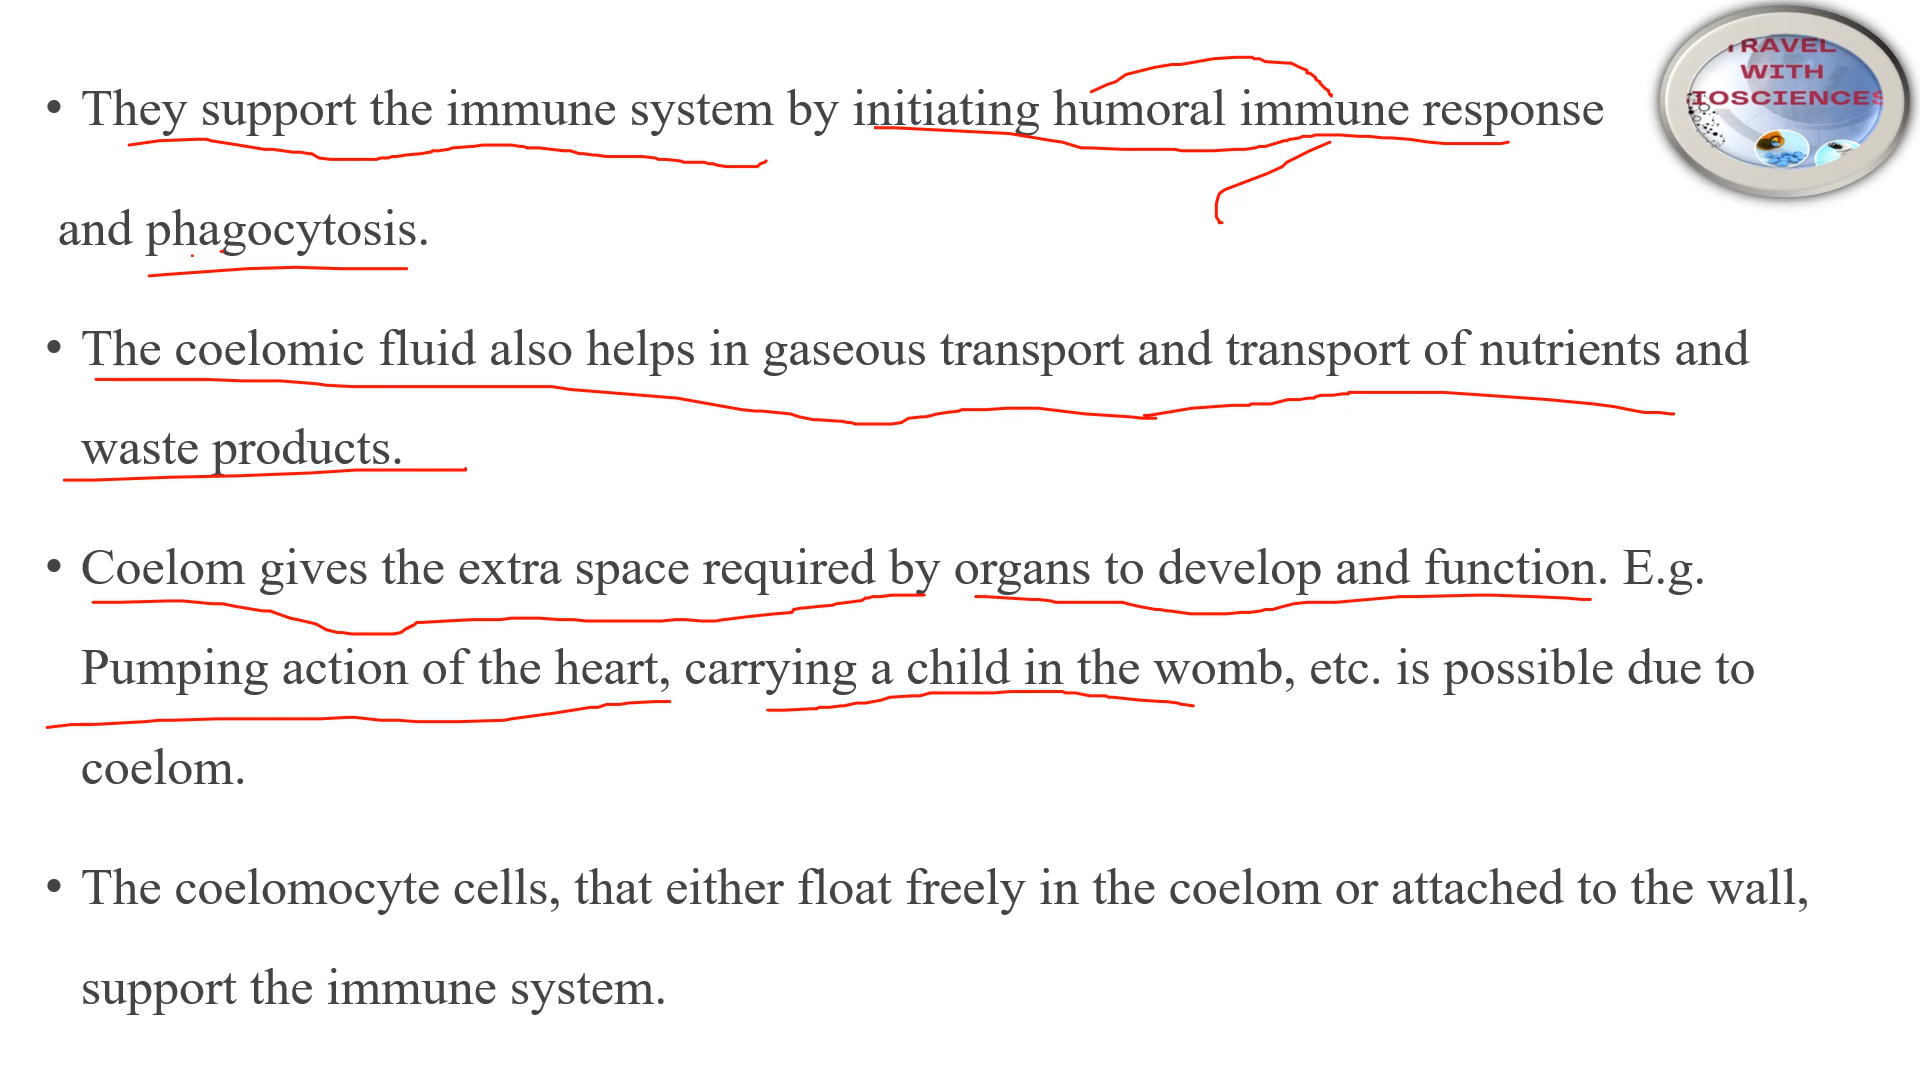 • They support the immune system by initiating humoral immune response
and phagocytosis.
• The coelomic fluid also helps in gaseous transport and transport of nutrients and
waste products.
• Coelom gives the extra space required by organs to develop and function. E.g.
Pumping action of the heart, carrying a child in the womb, etc. is possible due to
coelom.
• The coelomocyte cells, that either float freely in the coelom or attached to the wall,
support the immune system.
TRAVEL
WITH
IOSCIENCES